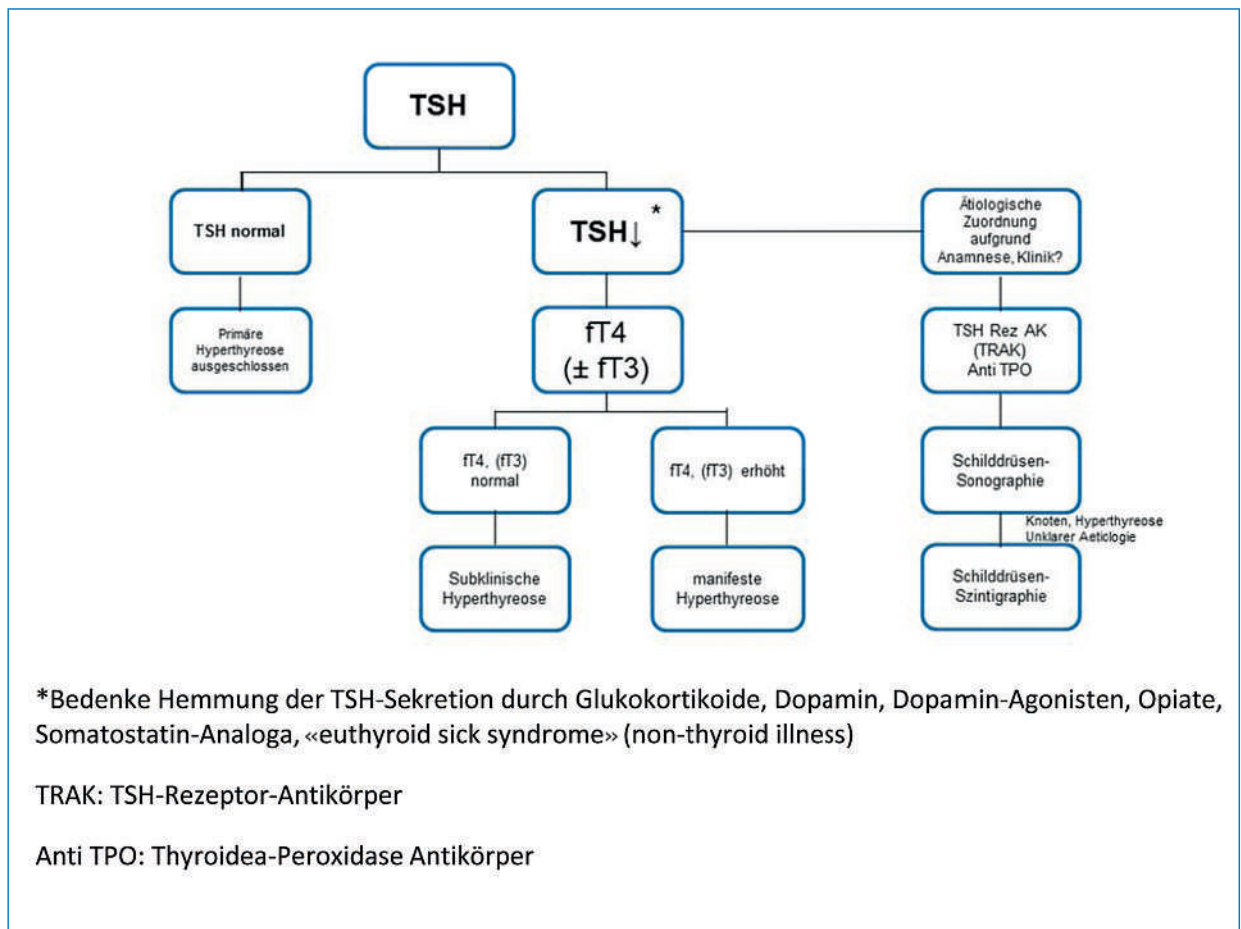 TSH
TSH normal
TSH↓ *
Ätiologische
Zuordnung
aufgrund
Anamnese, Klinik?
Primäre
Hyperthyreose
ausgeschlossen
fT4
(± fT3)
TSH Rez AK
(TRAK)
Anti TPO
fT4, (fT3)
normal
fT4, (fT3) erhöht
Schilddrüsen-
Sonographie
Knoten, Hyperthyreose
Unklarer Aeticlogie
Subklinische
Hyperthyreose
manifeste
Hyperthyreose
Schilddrüsen-
Szintigraphie
*Bedenke Hemmung der TSH-Sekretion durch Glukokortikoide, Dopamin, Dopamin-Agonisten, Opiate,
Somatostatin-Analoga, «euthyroid sick syndrome» (non-thyroid illness)
TRAK: TSH-Rezeptor-Antikörper
Anti TPO: Thyroidea-Peroxidase Antikörper